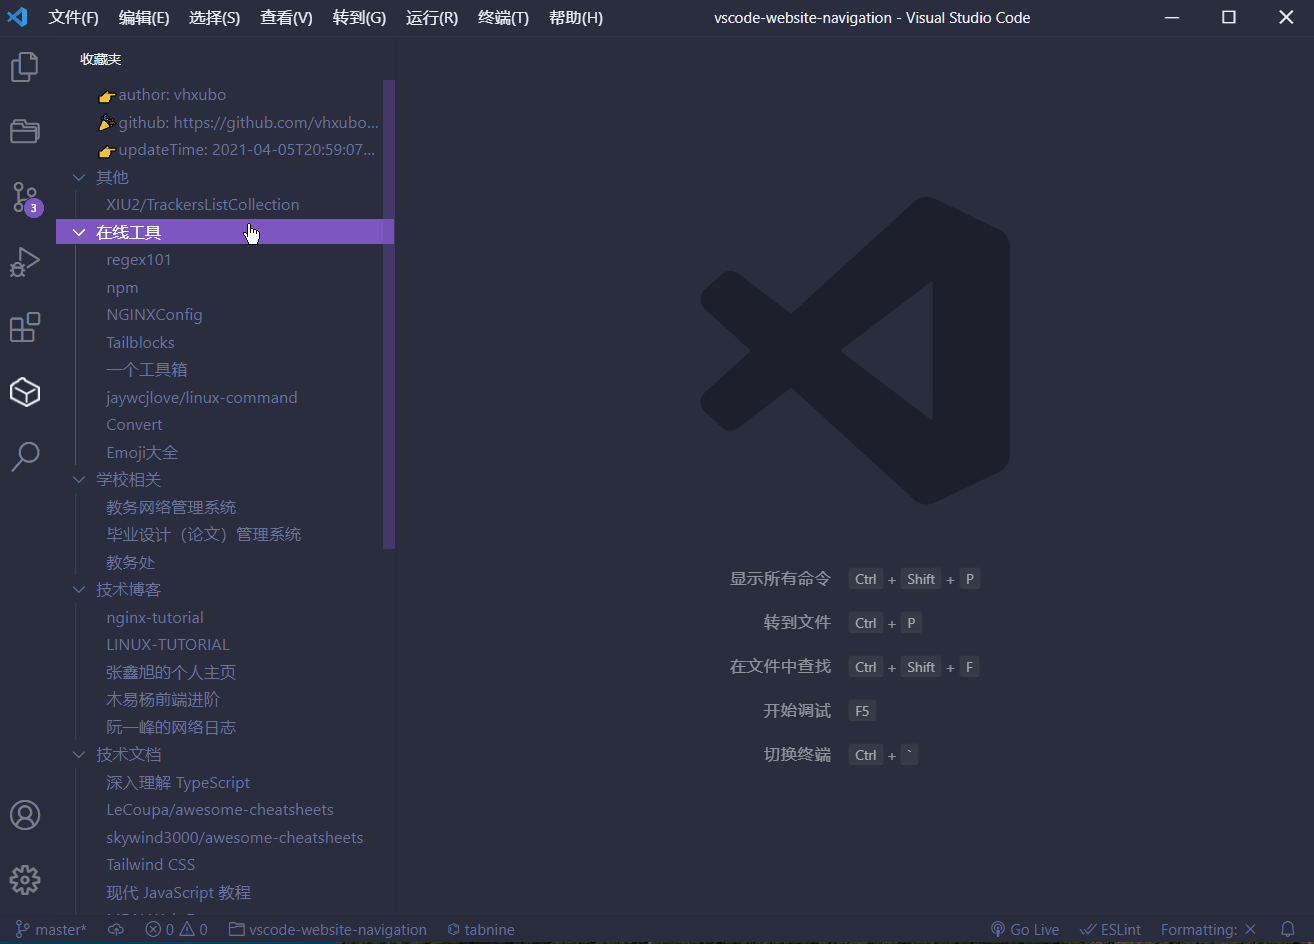 文件(F) 编辑(E) 选择(S) 查看(V) 转到(G) 运行(R) 终端(T) 帮助(H) vscode-website-navigation - Visual Studio Code
收藏夹
👉author: vhxubo
🎉github: https://github.com/vhxubo...
👉updateTime: 2021-04-05T20:59:07...
其他
XIU2/TrackersListCollection
3
在线工具
regex101
npm
NGINXConfig
Tailblocks
一个工具箱
jaywcjlove/linux-command
Convert
Emoji大全
学校相关
教务网络管理系统
毕业设计（论文）管理系统
教务处
技术博客
nginx-tutorial
LINUX-TUTORIAL
张鑫旭的个人主页
木易杨前端进阶
阮一峰的网络日志
技术文档
深入理解 TypeScript
LeCoupa/awesome-cheatsheets
skywind3000/awesome-cheatsheets
Tailwind CSS
现代 JavaScript 教程
显示所有命令 Ctrl + Shift + P
转到文件 Ctrl + P
在文件中查找 Ctrl + Shift + F
开始调试 F5
切换终端 Ctrl + `
master* 0 0 vscode-website-navigation tabnine Go Live ESLint Formatting: ×